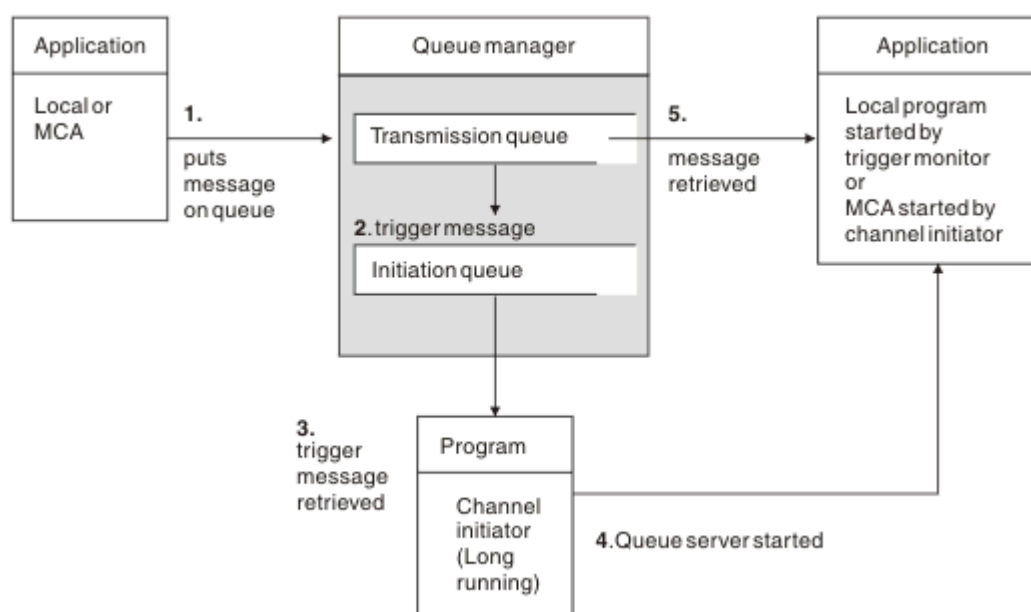 Application
Local or
MCA
1.
puts
message
on queue
Queue manager
Transmission queue
2.trigger message
Initiation queue
5.
message
retrieved
Application
Local program
started by
trigger monitor
or
MCA started by
channel initiator
3.
trigger
message
retrieved
Program
Channel
initiator
(Long
running)
4.Queue server started